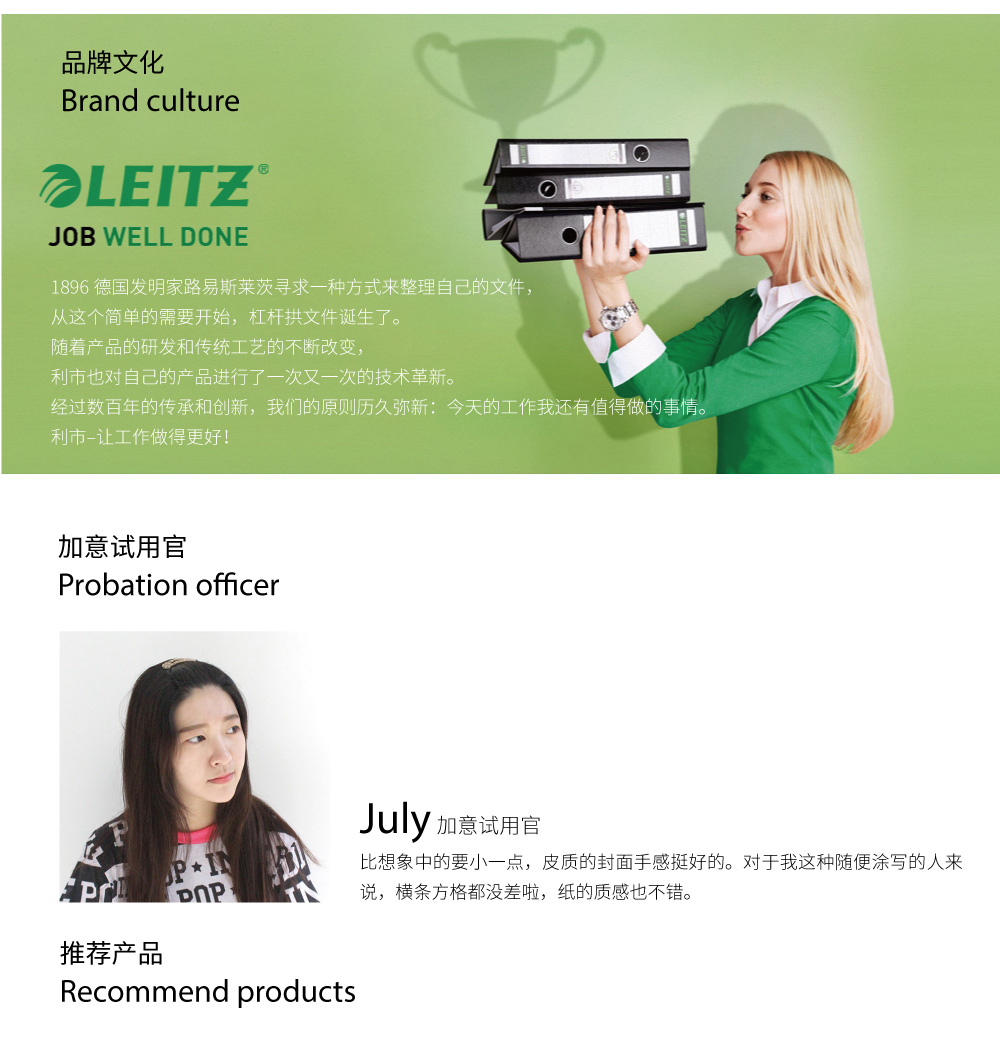 品牌文化
Brand culture
LEITZ®
JOB WELL DONE
LEITZ
1896 德国发明家路易斯莱茨寻求一种方式来整理自己的文件，
从这个简单的需要开始，杠杆拱文件诞生了。
随着产品的研发和传统工艺的不断改变，
利市也对自己的产品进行了一次又一次的技术革新。
经过数百年的传承和创新，我们的原则历久弥新：今天的工作我还有值得做的事情。
利市–让工作做得更好！
加意试用官
Probation officer
POP★IN
POP
July 加意试用官
比想象中的要小一点，皮质的封面手感挺好的。对于我这种随便涂写的人来
说，横条方格都没差啦，纸的质感也不错。
推荐产品
Recommend products